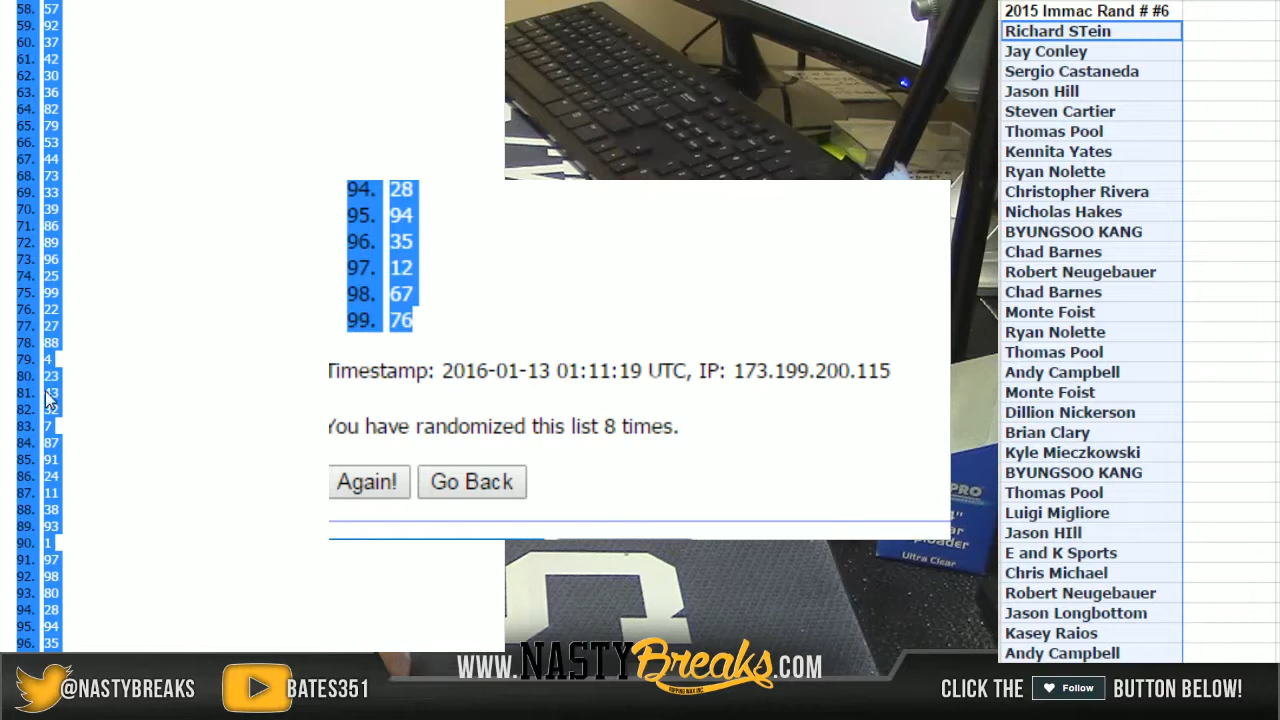 58. 57
59. 92
60. 37
61. 42
62. 30
63. 36
64. 82
65. 79
66. 53
67. 44
68. 73
69. 33
70. 39
71. 86
72. 89
73. 96
74. 25
75. 99
76. 22
77. 27
78. 88
79. 4
80. 23
81.
82. 32
83. 7
84. 87
85. 91
86. 24
87. 11
88. 38
89. 93
90. 1
91. 97
92. 98
93. 80
94. 28
95. 94
96. 35
94. 28
95. 94
96. 35
97. 12
98. 67
99. 76
Timestamp: 2016-01-13 01:11:19 UTC, IP: 173.199.200.115
You have randomized this list 8 times.
Again! Go Back
PRO
Ultra Clear
2015 Immac Rand # #6
Richard STein
Jay Conley
Sergio Castaneda
Jason Hill
Steven Cartier
Thomas Pool
Kennita Yates
Ryan Nolette
Christopher Rivera
Nicholas Hakes
BYUNGSOO KANG
Chad Barnes
Robert Neugebauer
Chad Barnes
Monte Foist
Ryan Nolette
Thomas Pool
Andy Campbell
Monte Foist
Dillion Nickerson
Brian Clary
Kyle Mieczkowski
BYUNGSOO KANG
Thomas Pool
Luigi Migliore
Jason HIll
E and K Sports
Chris Michael
Robert Neugebauer
Jason Longbottom
Kasey Raios
Andy Campbell
@NASTYBREAKS
BATES351
WWW.NASTYBreaks.COM
CLICK THE Follow BUTTON BELOW!